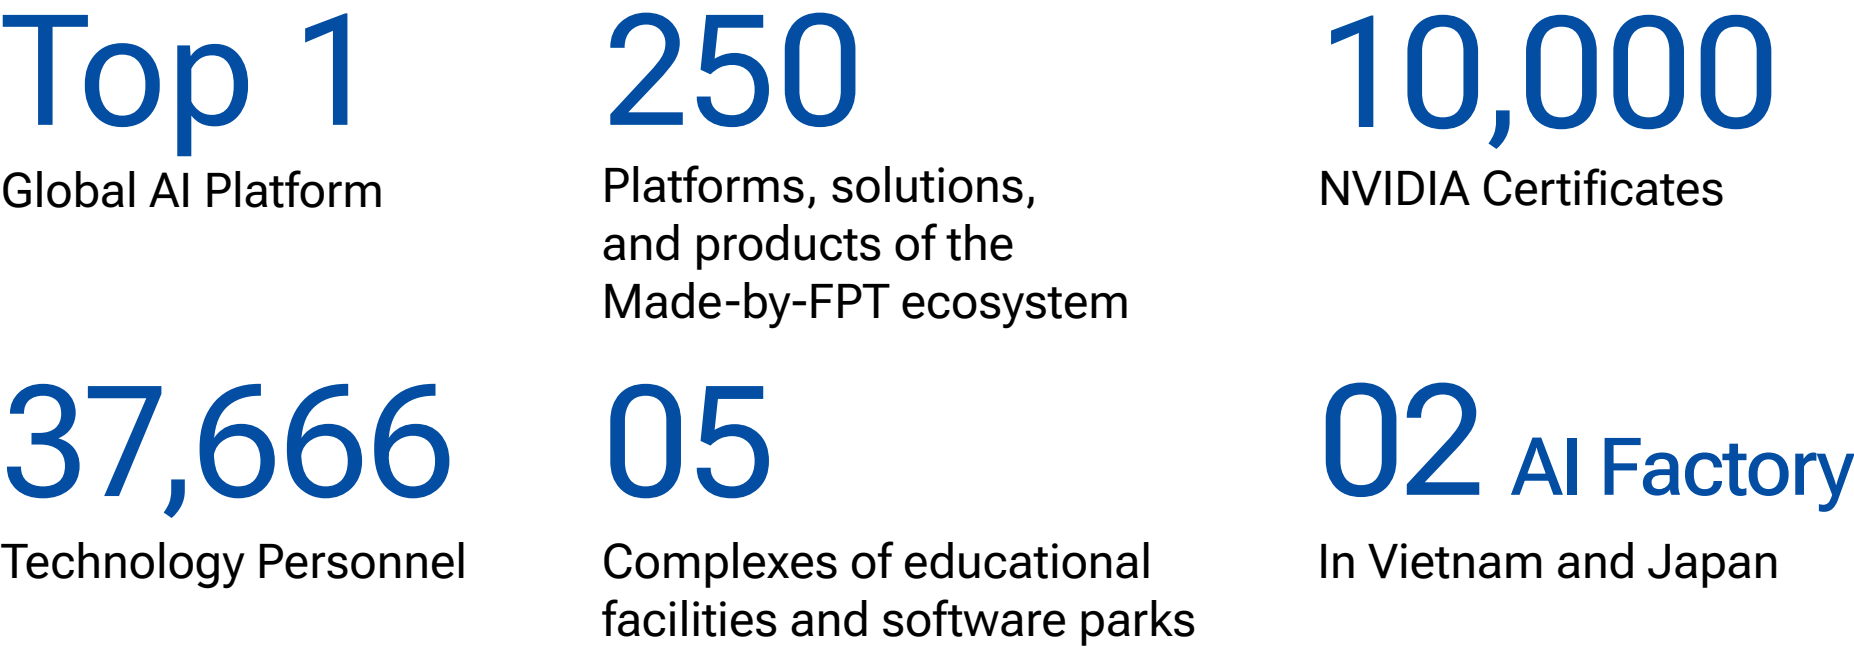 Top 1
Global AI Platform
250
Platforms, solutions,
and products of the
Made-by-FPT ecosystem
10,000
NVIDIA Certificates
37,666
Technology Personnel
05
Complexes of educational
facilities and software parks
02 AI Factory
In Vietnam and Japan